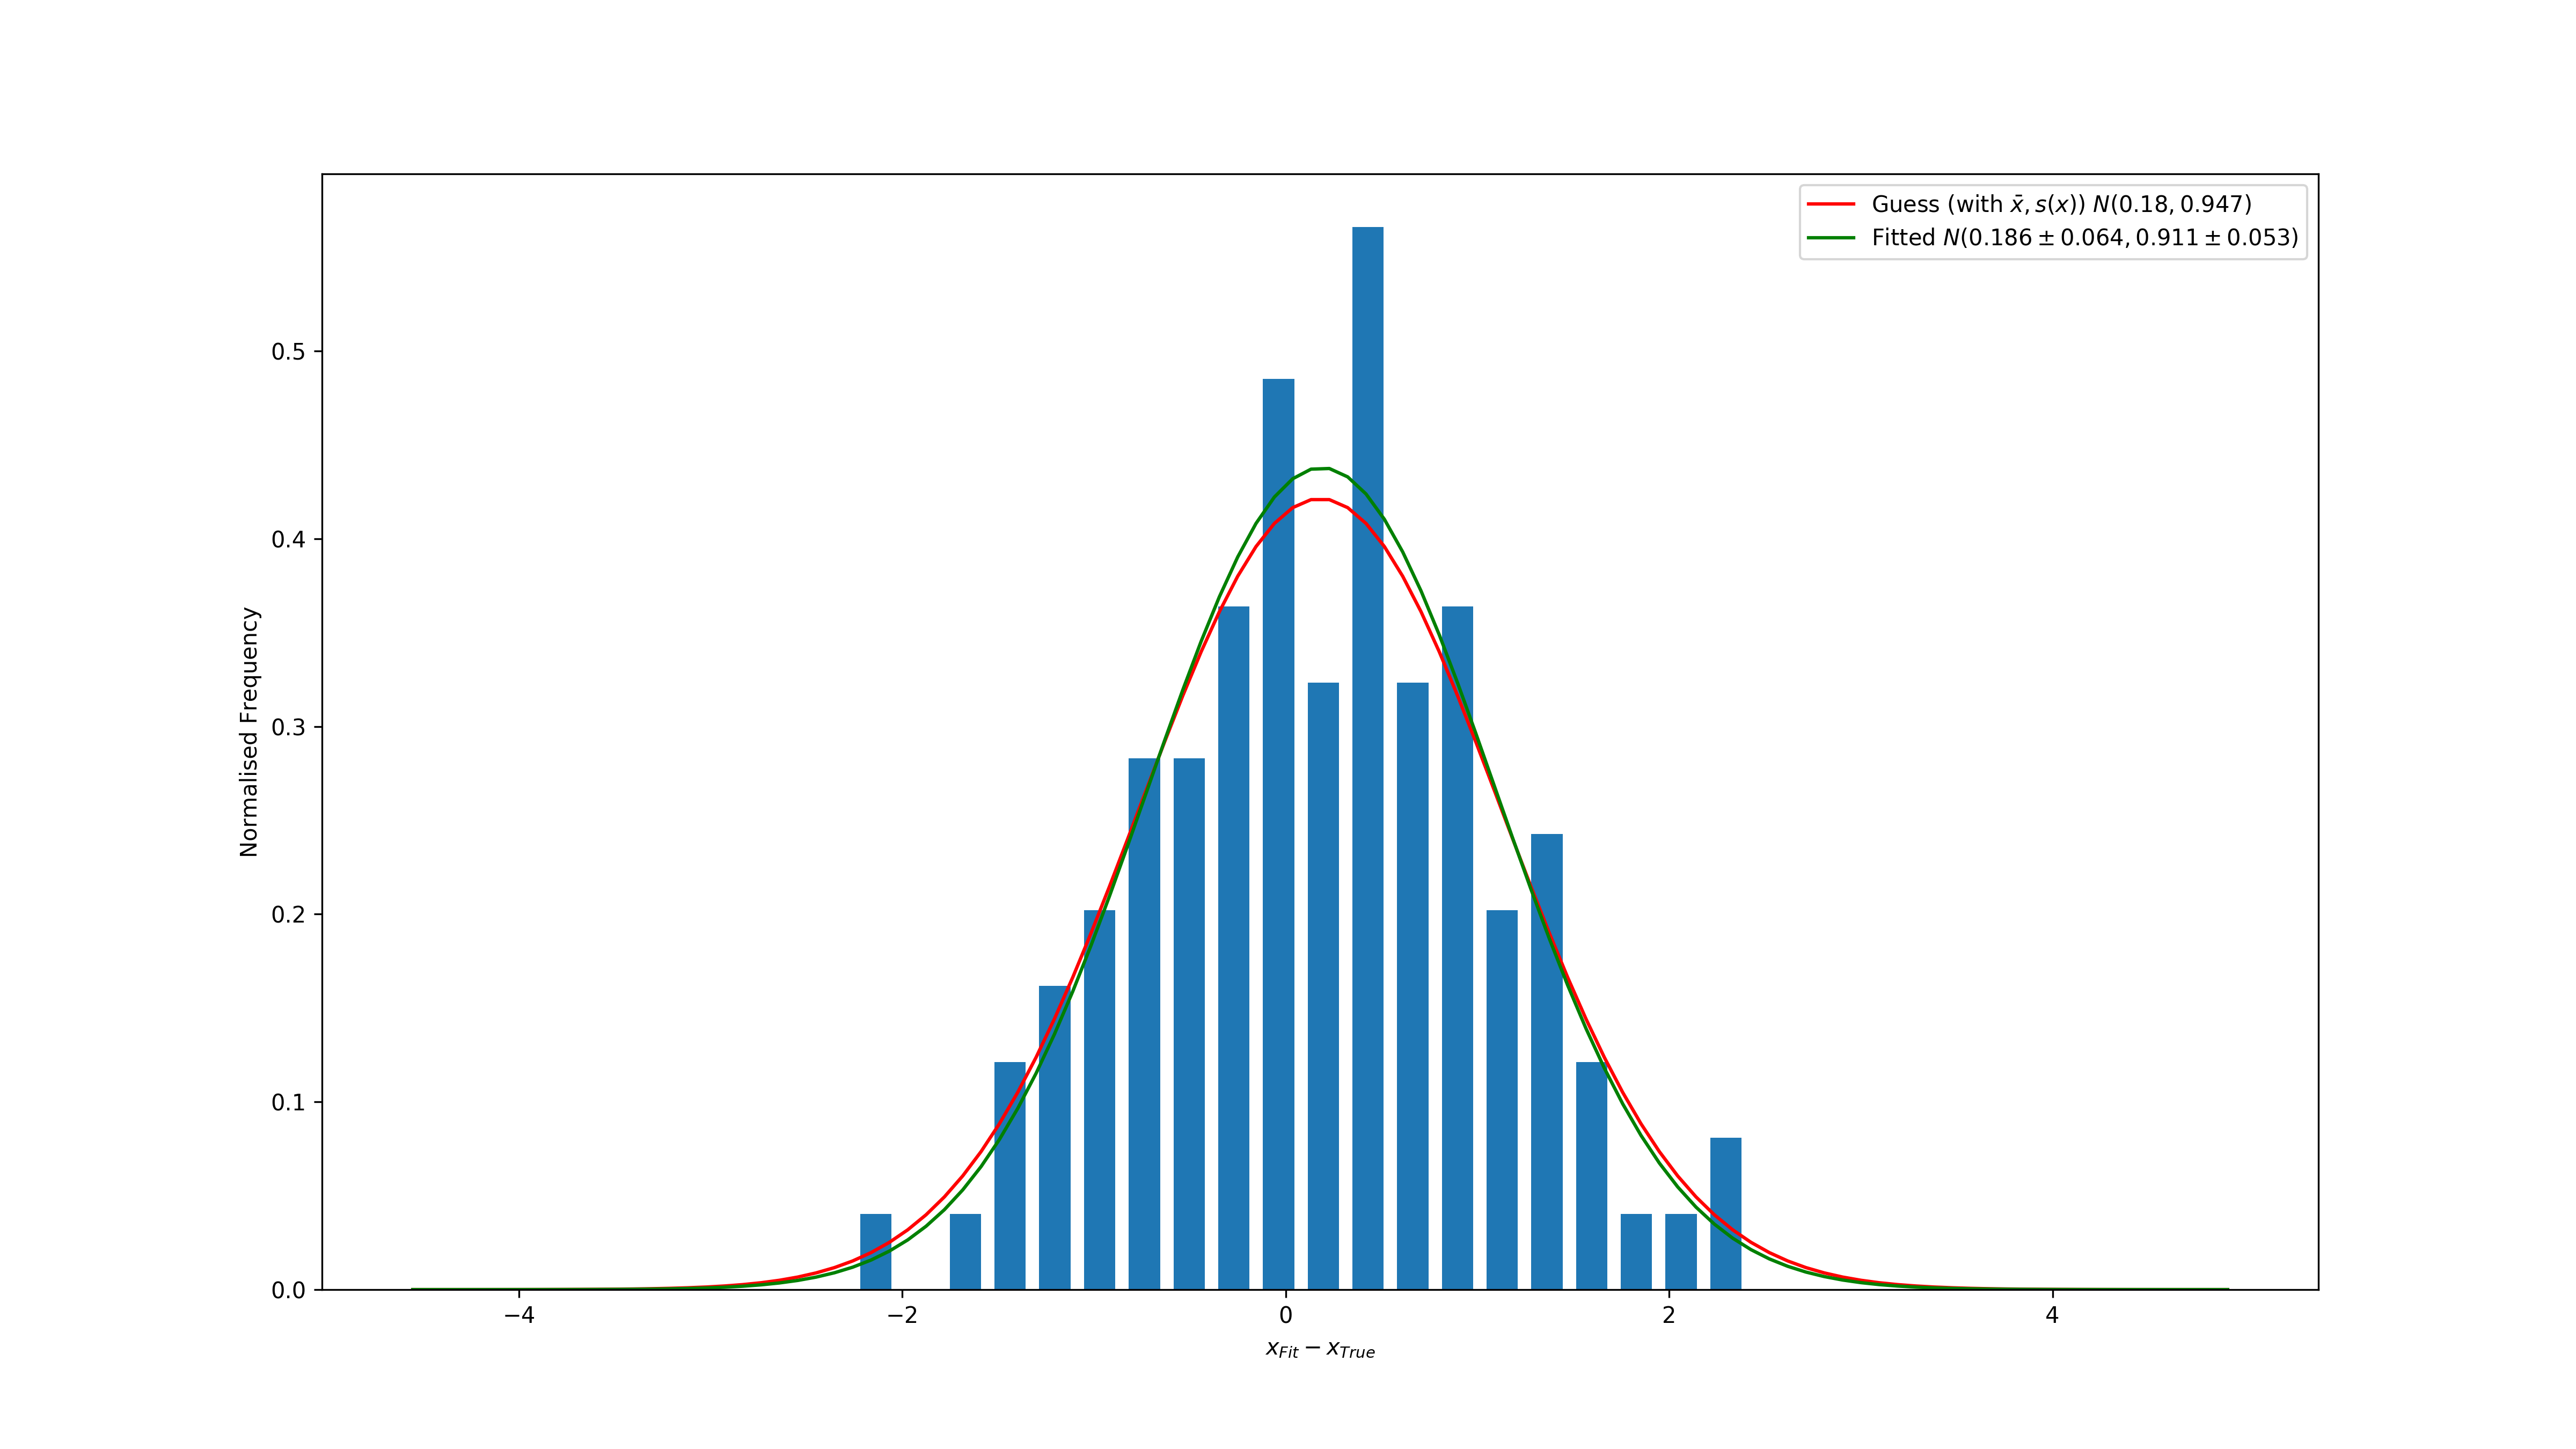 Guess (with x̄, s(x)) N(0.18, 0.947)
Fitted N(0.186 ± 0.064, 0.911 ± 0.053)
0.5
0.4
0.3
0.2
0.1
0.0
Normalised Frequency
−4
−2
0
2
4
x_Fit − x_True